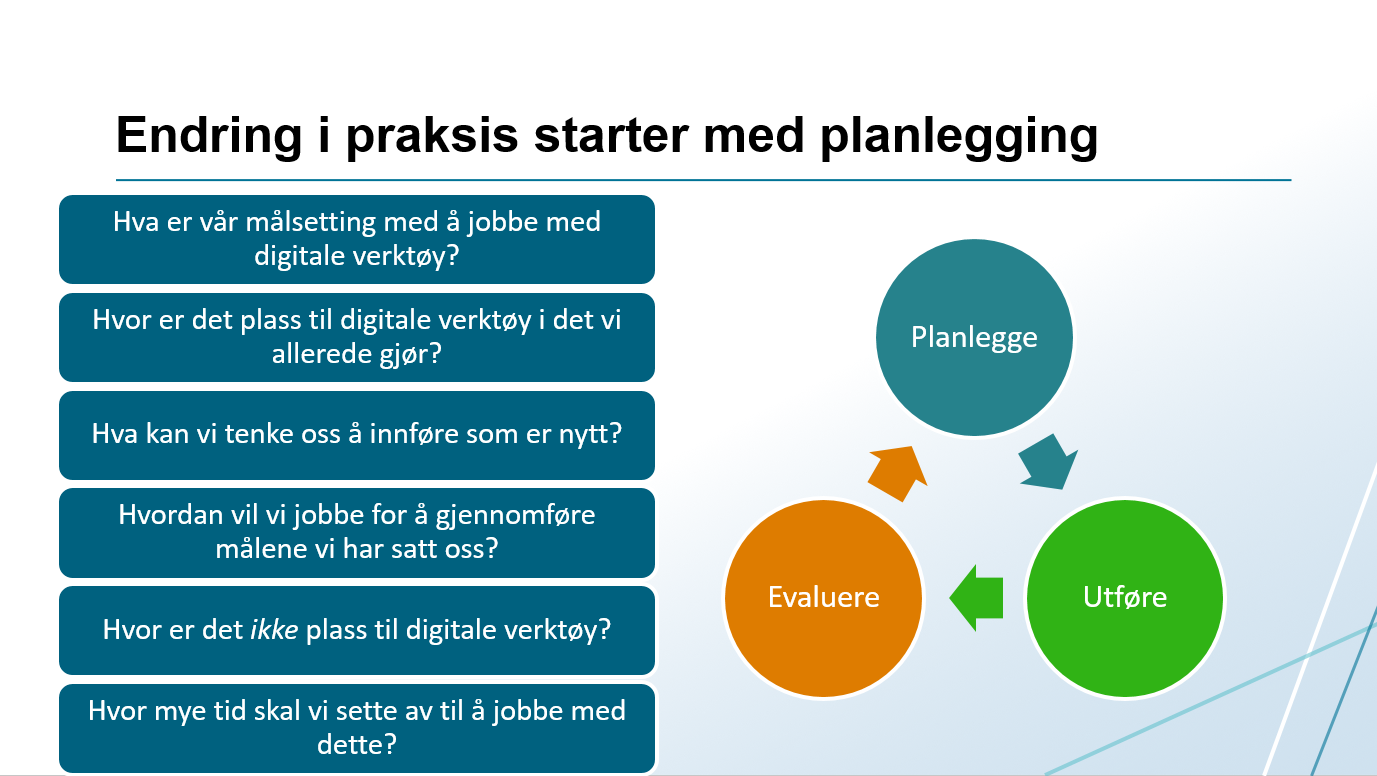 Endring i praksis starter med planlegging
Hva er vår målsetting med å jobbe med
digitale verktøy?
Hvor er det plass til digitale verktøy i det vi
allerede gjør?
Hva kan vi tenke oss å innføre som er nytt?
Hvordan vil vi jobbe for å gjennomføre
målene vi har satt oss?
Hvor er det ikke plass til digitale verktøy?
Hvor mye tid skal vi sette av til å jobbe med
dette?
Planlegge
Utføre
Evaluere